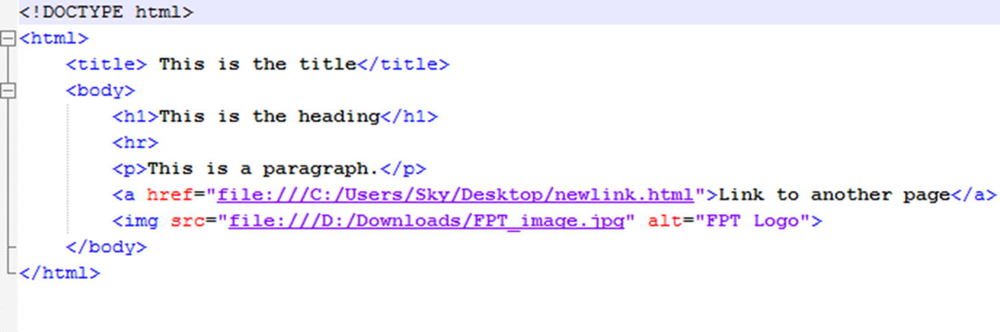 <!DOCTYPE html>
<html>
<title> This is the title</title>
<body>
<h1>This is the heading</h1>
<hr>
<p>This is a paragraph.</p>
<a href="file:///C:/Users/Sky/Desktop/newlink.html">Link to another page</a>
<img src="file:///D:/Downloads/FPT_image.jpg" alt="FPT Logo">
</body>
</html>